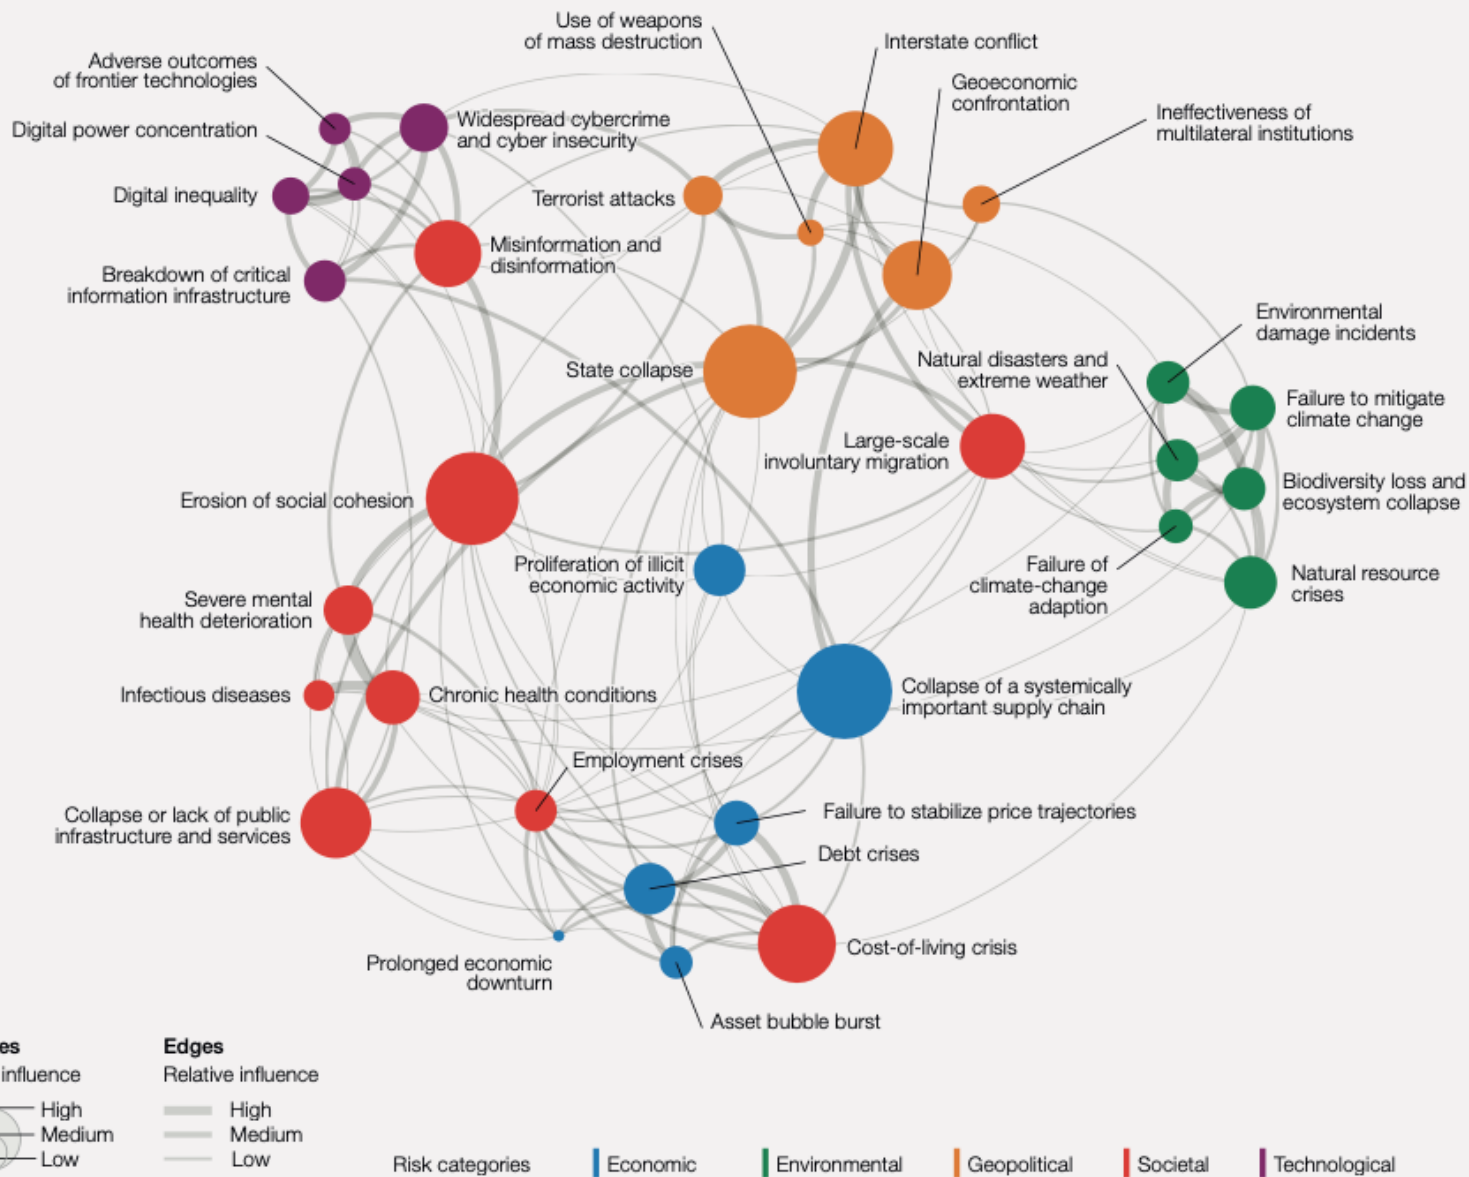 Use of weapons
of mass destruction
Interstate conflict
Adverse outcomes
of frontier technologies
Geoeconomic
confrontation
Ineffectiveness of
multilateral institutions
Digital power concentration
Widespread cybercrime
and cyber insecurity
Digital inequality
Terrorist attacks
Misinformation and
disinformation
Breakdown of critical
information infrastructure
Environmental
damage incidents
Natural disasters and
extreme weather
State collapse
Failure to mitigate
climate change
Large-scale
involuntary migration
Erosion of social cohesion
Biodiversity loss and
ecosystem collapse
Proliferation of illicit
economic activity
Failure of
climate-change
adaption
Natural resource
crises
Severe mental
health deterioration
Infectious diseases
Chronic health conditions
Collapse of a systemically
important supply chain
Employment crises
Collapse or lack of public
infrastructure and services
Failure to stabilize price trajectories
Debt crises
Cost-of-living crisis
Prolonged economic
downturn
Asset bubble burst
es
influence
High
Medium
Low
Edges
Relative influence
High
Medium
Low
Risk categories
Economic
Environmental
Geopolitical
Societal
Technological